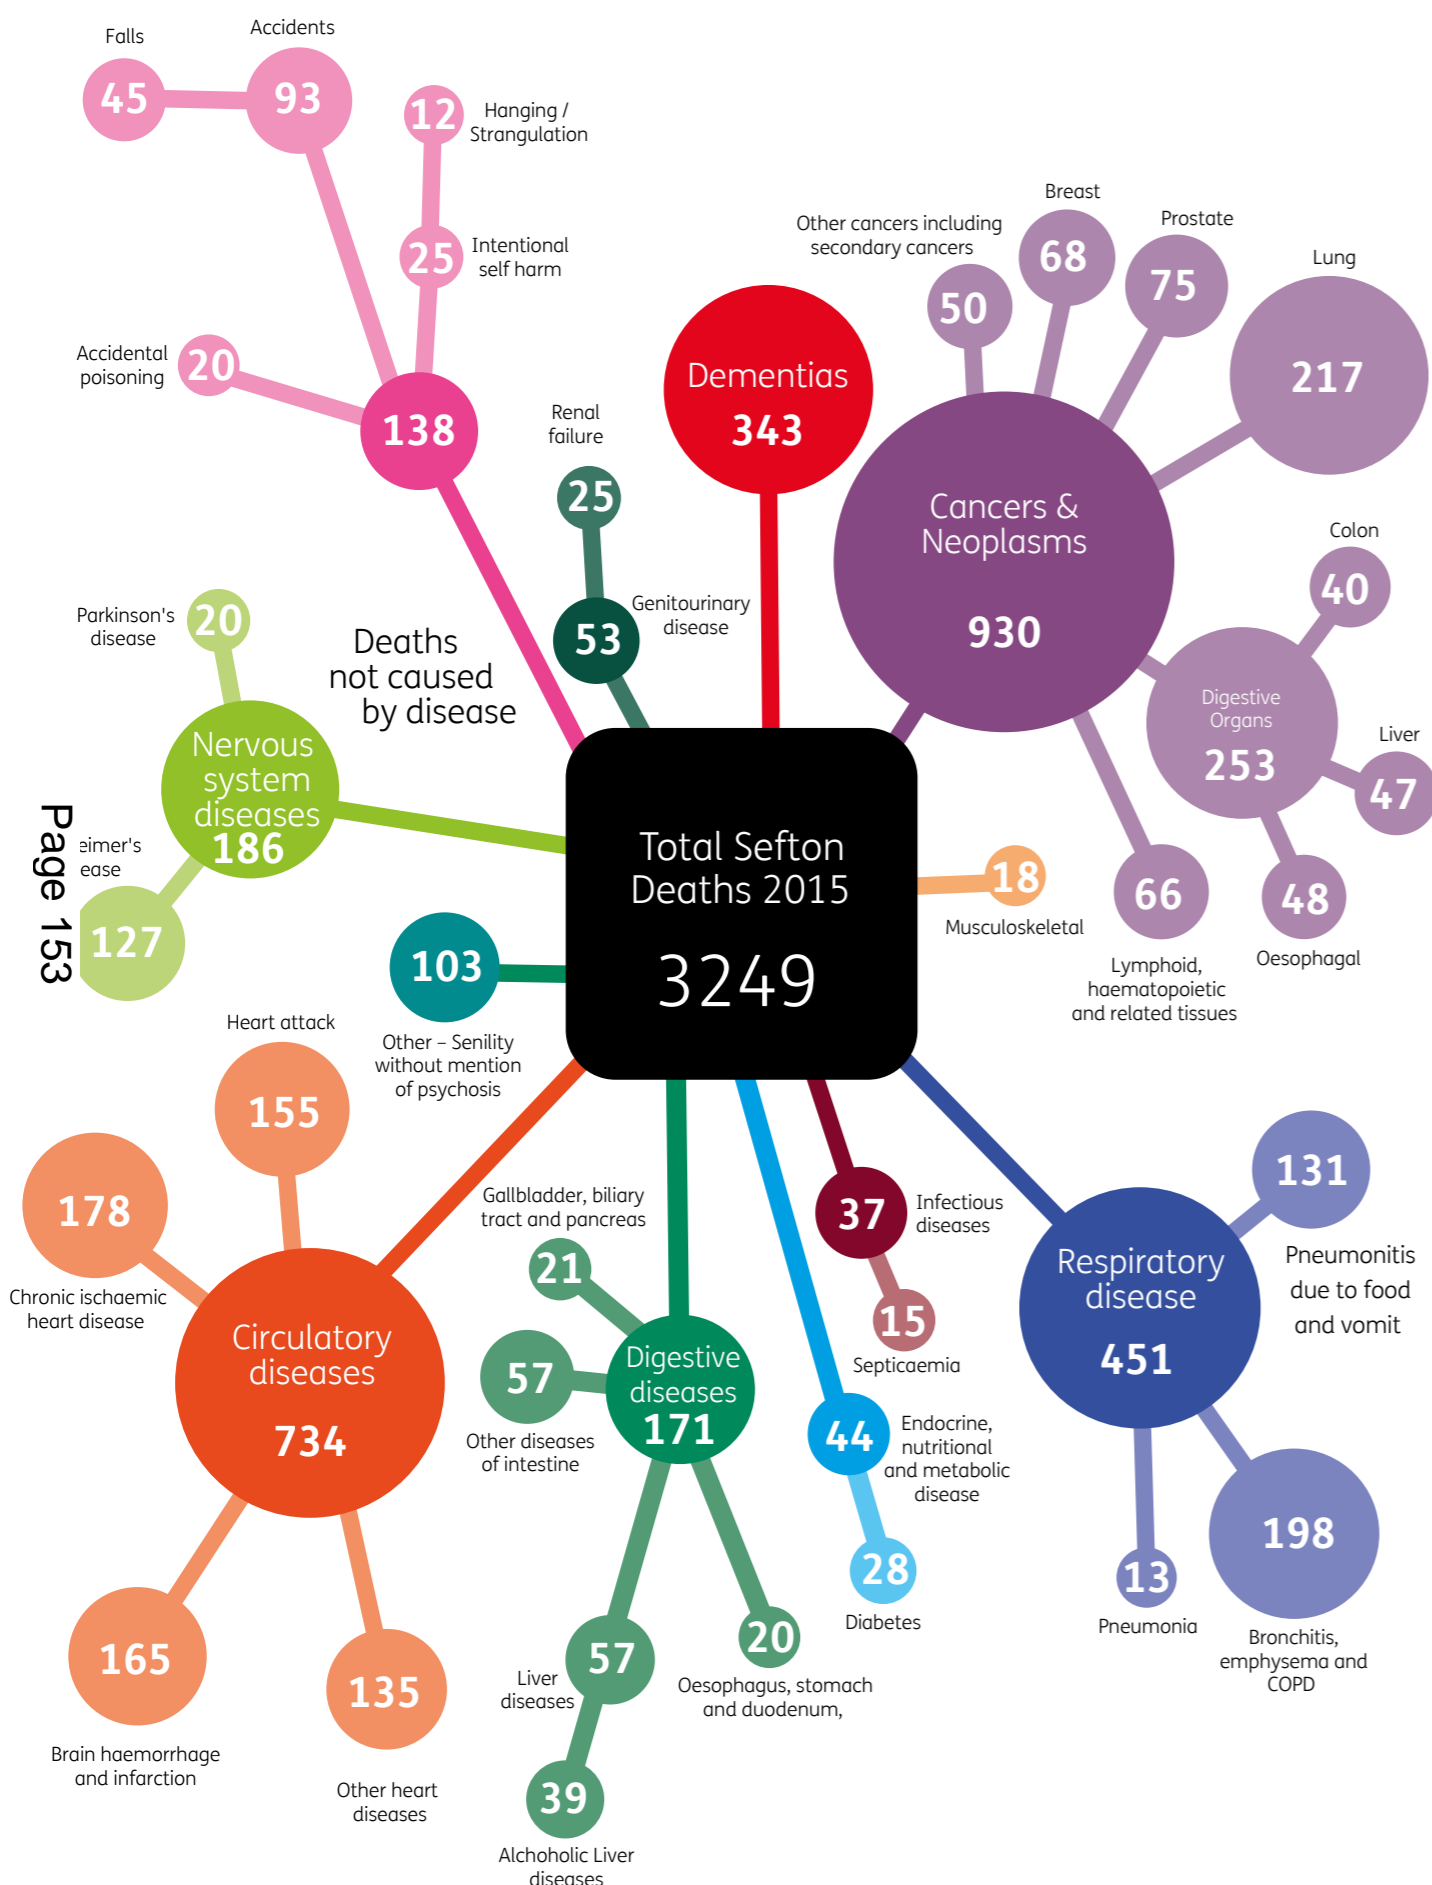 Falls
45
Accidents
93
12
Hanging /
Strangulation
25
Intentional
self harm
Accidental
poisoning
20
138
Deaths
not caused
by disease
Renal
failure
25
53
Genitourinary
disease
Dementias
343
Other cancers including
secondary cancers
50
Breast
68
Prostate
75
Lung
217
Cancers &
Neoplasms
930
Colon
40
Digestive
Organs
253
Liver
47
48
Oesophagal
66
Lymphoid,
haematopoietic
and related tissues
Parkinson's
disease
20
Nervous
system
diseases
186
eimer's
ease
127
Page 153
Total Sefton
Deaths 2015
3249
18
Musculoskeletal
103
Other – Senility
without mention
of psychosis
Heart attack
155
178
Chronic ischaemic
heart disease
Circulatory
diseases
734
165
Brain haemorrhage
and infarction
135
Other heart
diseases
Gallbladder, biliary
tract and pancreas
21
57
Other diseases
of intestine
Digestive
diseases
171
57
Liver
diseases
39
Alchoholic Liver
diseases
20
Oesophagus, stomach
and duodenum,
37
Infectious
diseases
15
Septicaemia
44
Endocrine,
nutritional
and metabolic
disease
28
Diabetes
Respiratory
disease
451
131
Pneumonitis
due to food
and vomit
13
Pneumonia
198
Bronchitis,
emphysema and
COPD